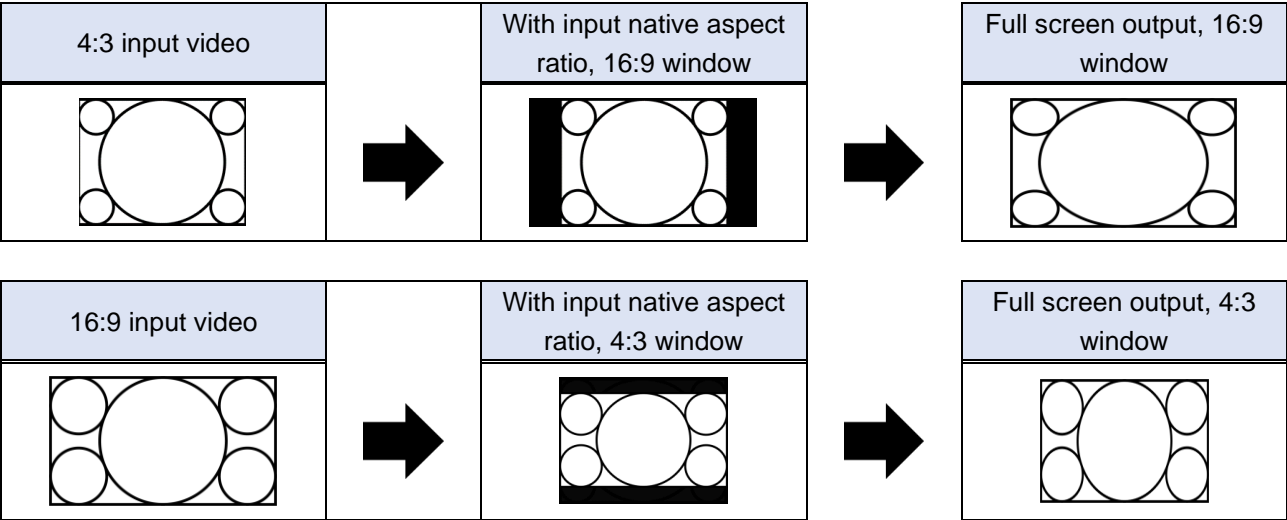 4:3 input video
With input native aspect
ratio, 16:9 window
Full screen output, 16:9
window
16:9 input video
With input native aspect
ratio, 4:3 window
Full screen output, 4:3
window